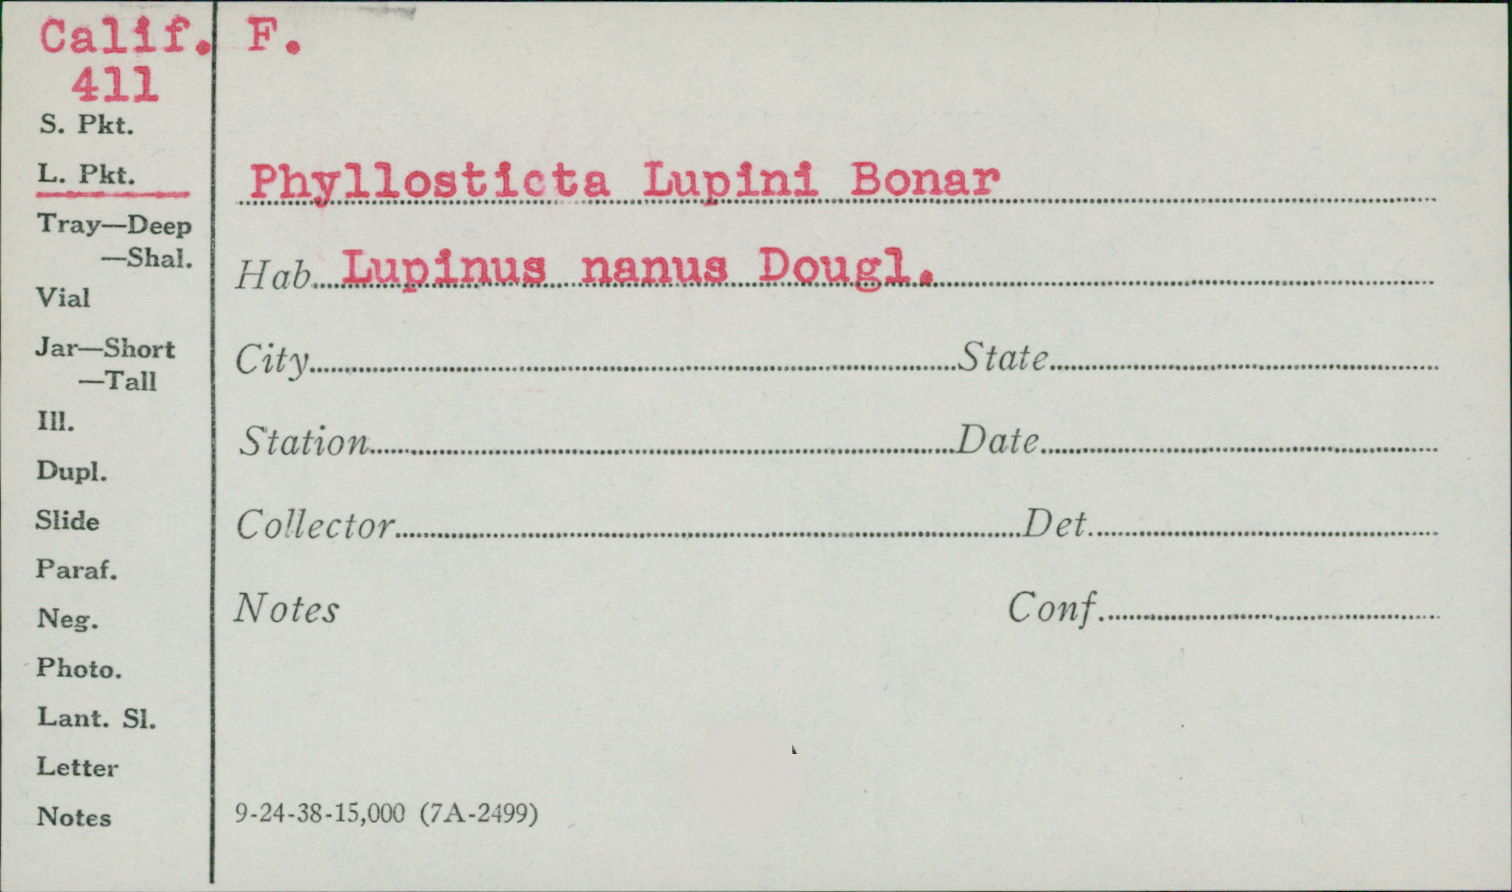 Calif. F.
411
S. Pkt.
L. Pkt.
Phyllosticta Lupini Bonar
Tray—Deep
—Shal.
Hab. Lupinus nanus Dougl.
Vial
Jar—Short
—Tall
City State
Ill.
Station Date
Dupl.
Slide
Collector Det.
Paraf.
Neg.
Notes Conf.
Photo.
Lant. Sl.
Letter
Notes
9-24-38-15,000 (7A-2499)